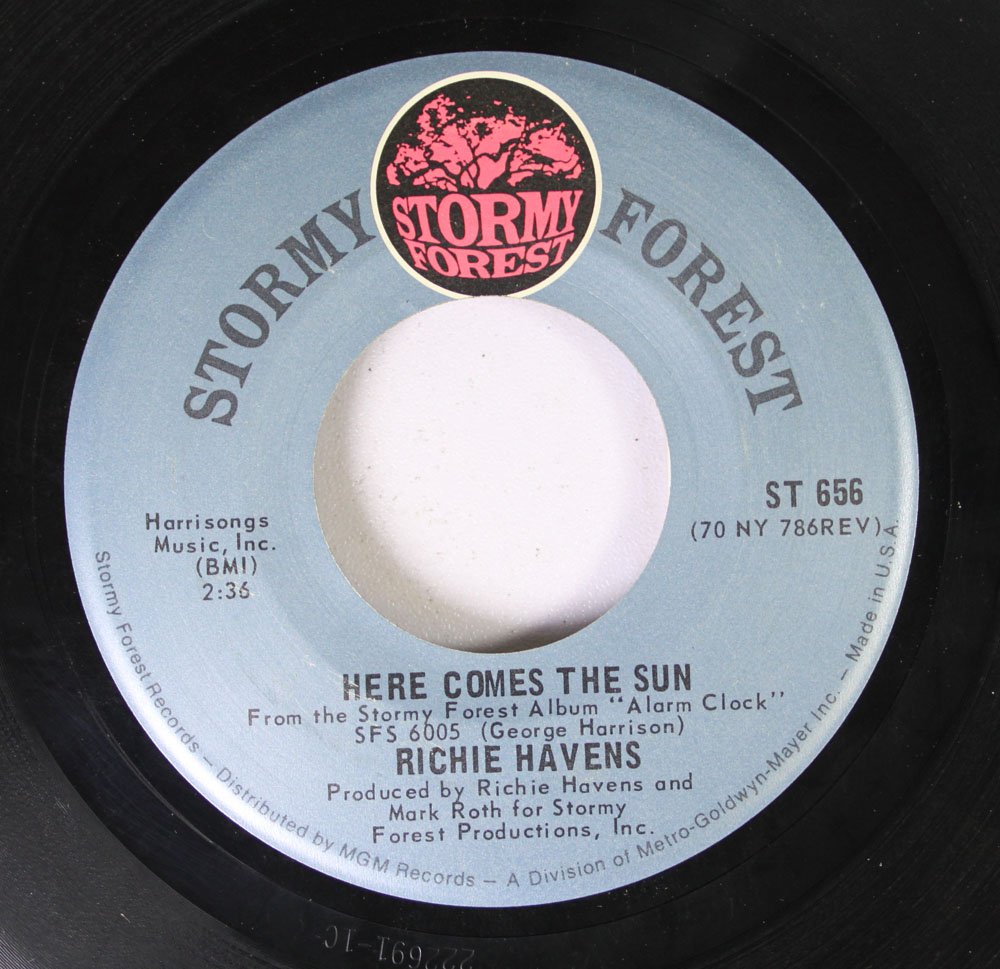 STORMY
FOREST
STORMY FOREST
ST 656
(70 NY 786REV)
Harrisongs
Music, Inc.
(BMI)
2:36
HERE COMES THE SUN
From the Stormy Forest Album "Alarm Clock"
SFS 6005 (George Harrison)
RICHIE HAVENS
Produced by Richie Havens and
Mark Roth for Stormy
Forest Productions, Inc.
Stormy Forest Records – Distributed by MGM Records – A Division of Metro-Goldwyn-Mayer Inc. – Made in U.S.A.
222691-1C